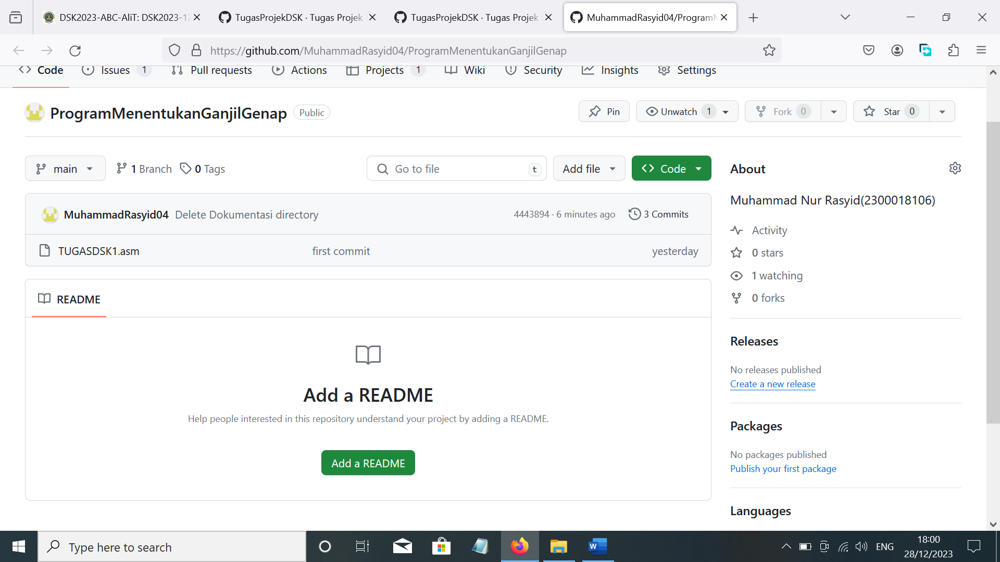 DSK2023-ABC-AliT: DSK2023-12
TugasProjekDSK · Tugas Projek
TugasProjekDSK · Tugas Projek
MuhammadRasyid04/ProgramM
https://github.com/MuhammadRasyid04/ProgramMenentukanGanjilGenap
Code
Issues 1
Pull requests
Actions
Projects 1
Wiki
Security
Insights
Settings
ProgramMenentukanGanjilGenap Public
Pin
Unwatch 1
Fork 0
Star 0
main
1 Branch
0 Tags
Go to file t
Add file
Code
MuhammadRasyid04 Delete Dokumentasi directory
4443894 · 6 minutes ago
3 Commits
TUGASDSK1.asm
first commit
yesterday
README
Add a README
Help people interested in this repository understand your project by adding a README.
Add a README
About
Muhammad Nur Rasyid(2300018106)
Activity
0 stars
1 watching
0 forks
Releases
No releases published
Create a new release
Packages
No packages published
Publish your first package
Languages
Type here to search
W
ENG
18:00
28/12/2023